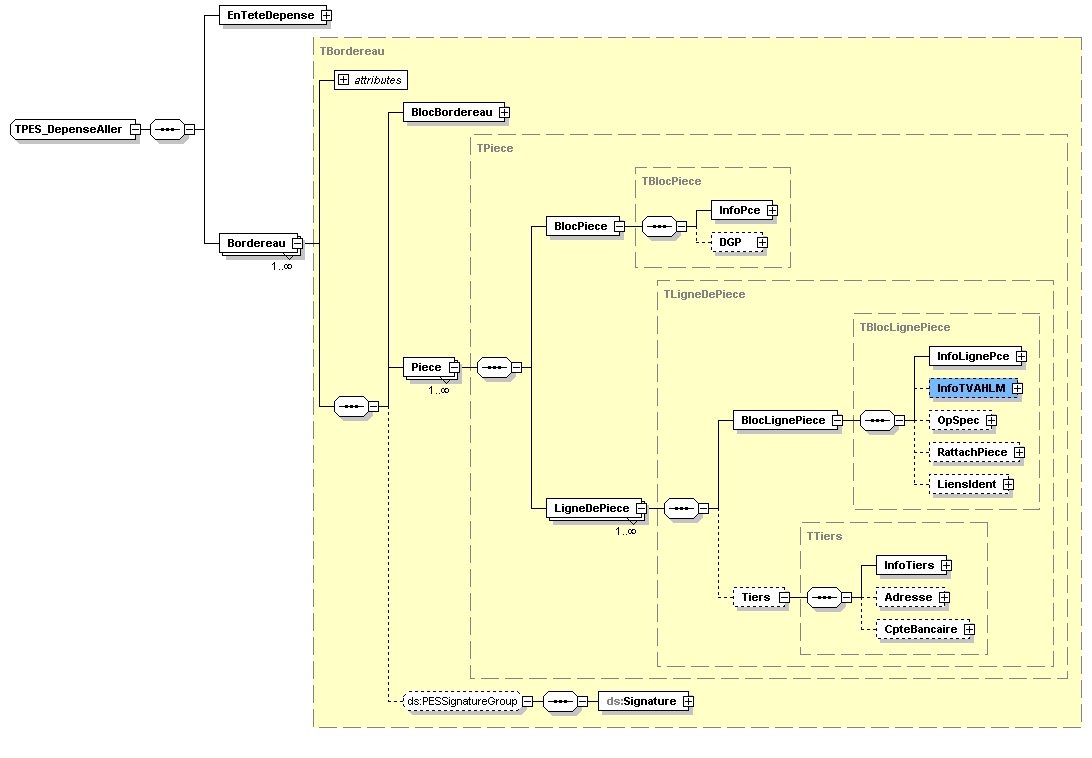 EnTeteDepense
TBordereau
attributes
BlocBordereau
TPES_DepenseAller
TPiece
TBlocPiece
InfoPce
BlocPiece
DGP
Bordereau
1..∞
TLigneDePiece
TBlocLignePiece
InfoLignePce
Piece
1..∞
InfoTVAHLM
BlocLignePiece
OpSpec
RattachPiece
LiensIdent
LigneDePiece
1..∞
TTiers
InfoTiers
Tiers
Adresse
CpteBancaire
ds:PESSignatureGroup
ds:Signature